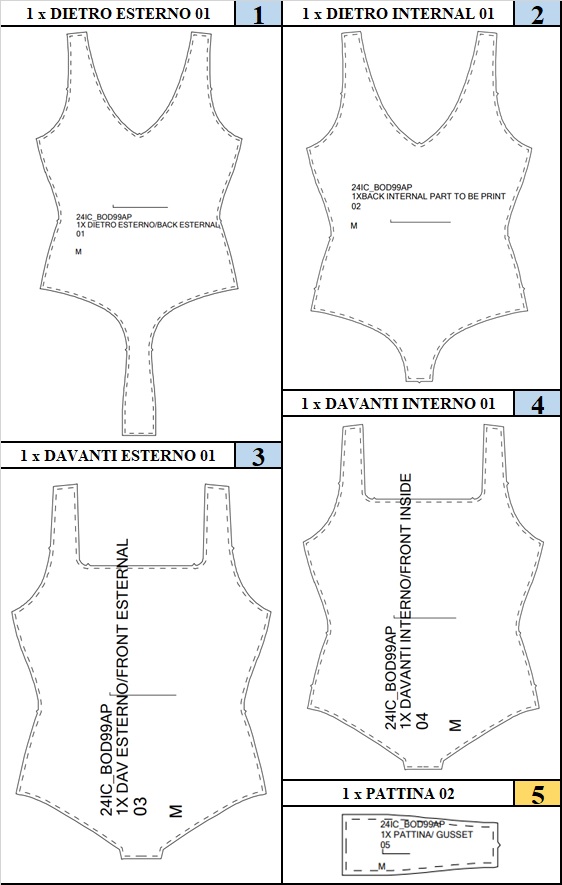 1 x DIETRO ESTERNO 01
1
24IC_BOD99AP
1X DIETRO ESTERNO/BACK ESTERNAL
01
M
1 x DIETRO INTERNAL 01
2
24IC_BOD99AP
1XBACK INTERNAL PART TO BE PRINT
02
M
1 x DAVANTI ESTERNO 01
3
24IC_BOD99AP
1X DAV ESTERNO/FRONT ESTERNAL
03
M
1 x DAVANTI INTERNO 01
4
24IC_BOD99AP
1X DAVANTI INTERNO/FRONT INSIDE
04
M
1 x PATTINA 02
5
24IC_BOD99AP
1X PATTINA/ GUSSET
05
M